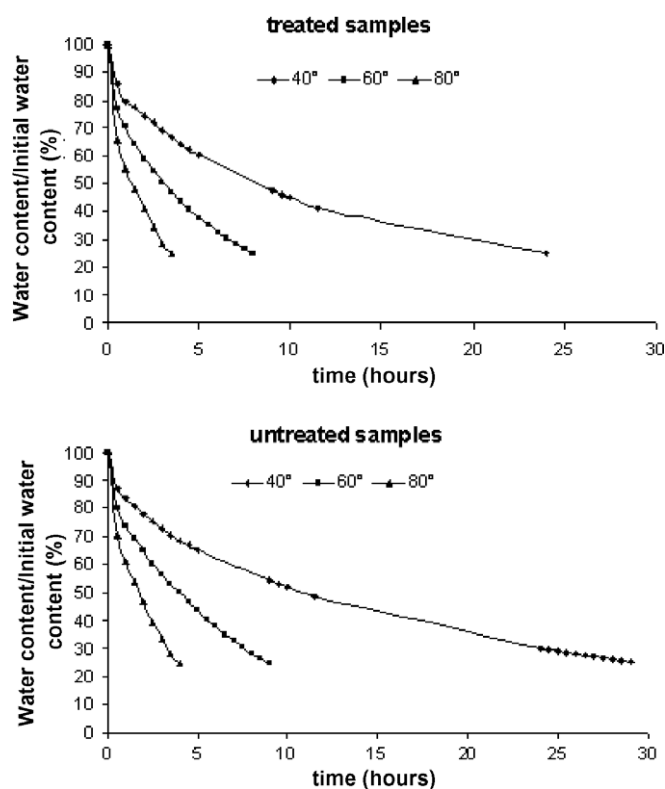 treated samples
40° 60° 80°
Water content/Initial water
content (%)
100
90
80
70
60
50
40
30
20
10
0
0 5 10 15 20 25 30
time (hours)
untreated samples
40° 60° 80°
Water content/Initial water
content (%)
100
90
80
70
60
50
40
30
20
10
0
0 5 10 15 20 25 30
time (hours)